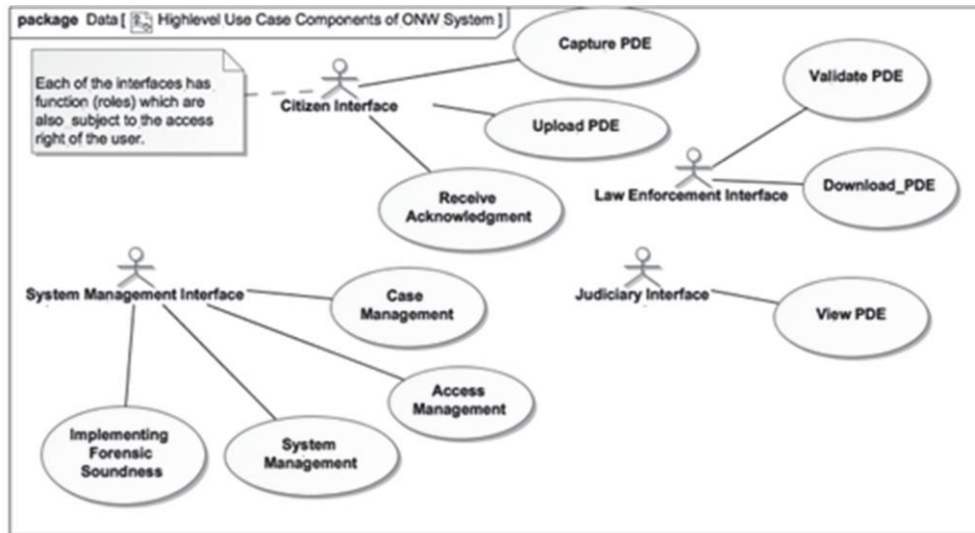 package Data [ Highlevel Use Case Components of ONW System ]
Each of the interfaces has
function (roles) which are
also subject to the access
right of the user.
Citizen Interface
Capture PDE
Upload PDE
Receive
Acknowledgment
Validate PDE
Law Enforcement Interface
Download_PDE
System Management Interface
Case
Management
Access
Management
System
Management
Implementing
Forensic
Soundness
Judiciary Interface
View PDE